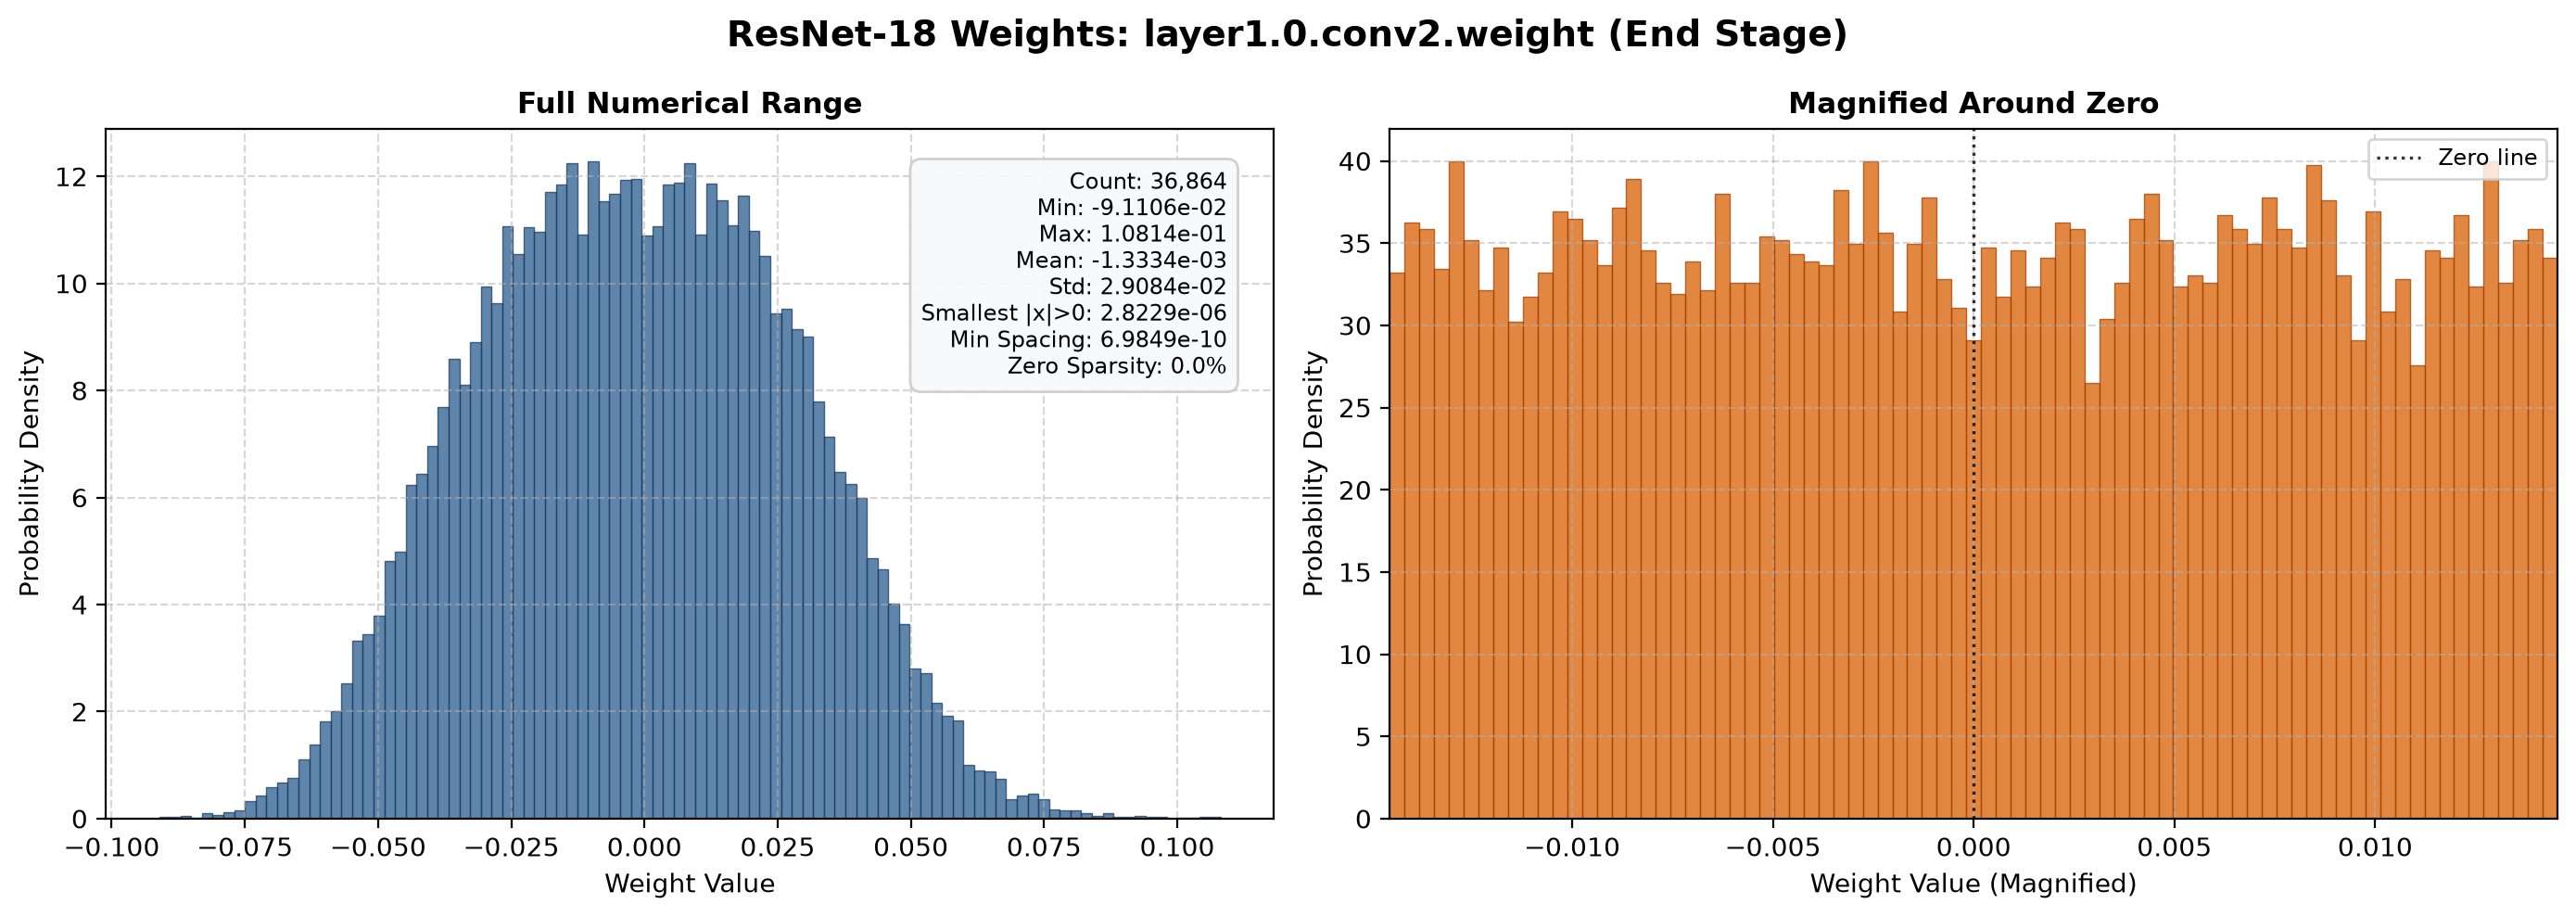 ResNet-18 Weights: layer1.0.conv2.weight (End Stage)
Full Numerical Range
12
10
8
6
4
2
0
Probability Density
Count: 36,864
Min: -9.1106e-02
Max: 1.0814e-01
Mean: -1.3334e-03
Std: 2.9084e-02
Smallest |x|>0: 2.8229e-06
Min Spacing: 6.9849e-10
Zero Sparsity: 0.0%
−0.100 −0.075 −0.050 −0.025 0.000 0.025 0.050 0.075 0.100
Weight Value
Magnified Around Zero
40
35
30
25
20
15
10
5
0
Probability Density
Zero line
−0.010 −0.005 0.000 0.005 0.010
Weight Value (Magnified)